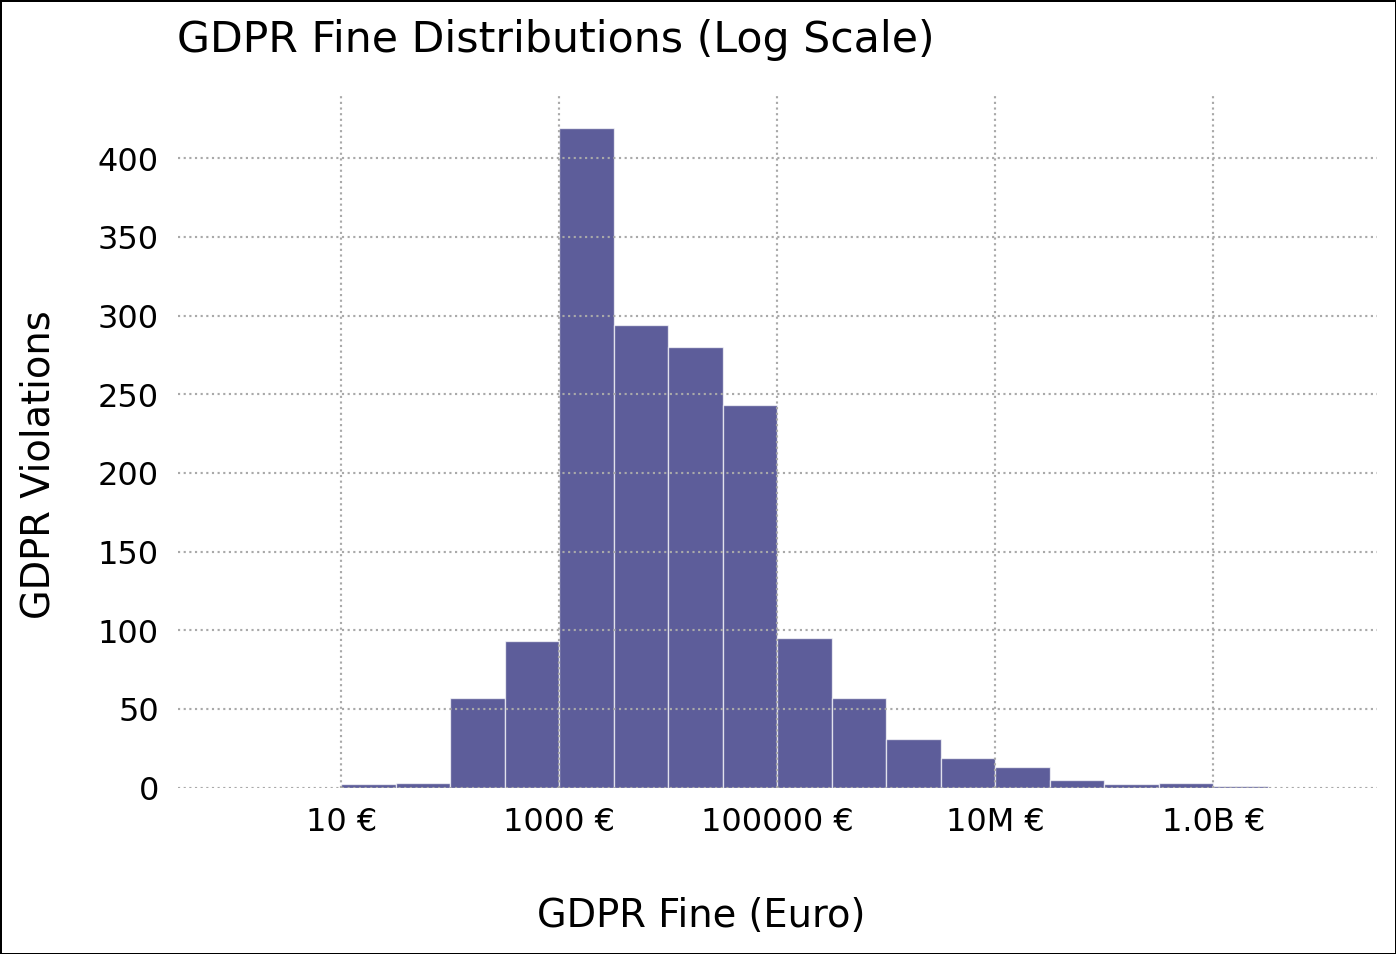 GDPR Fine Distributions (Log Scale)
400
350
300
250
200
150
100
50
0
GDPR Violations
10 €
1000 €
100000 €
10M €
1.0B €
GDPR Fine (Euro)